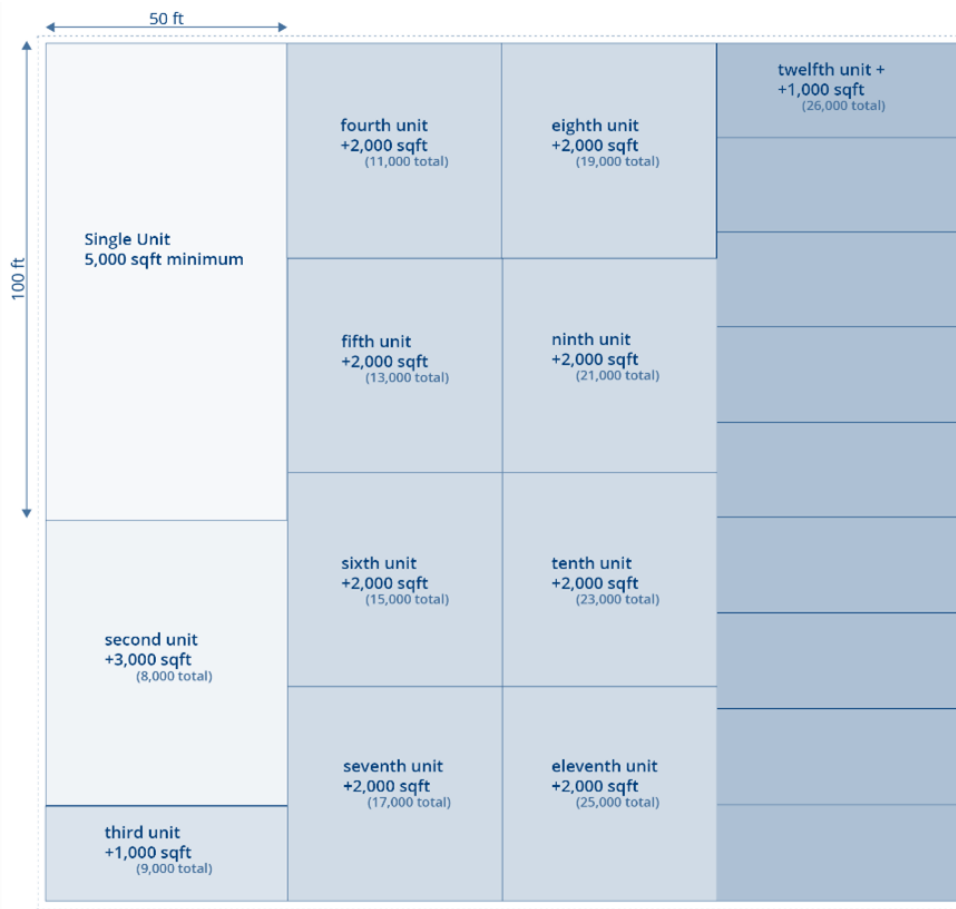 50 ft
100 ft
Single Unit
5,000 sqft minimum
second unit
+3,000 sqft
(8,000 total)
third unit
+1,000 sqft
(9,000 total)
fourth unit
+2,000 sqft
(11,000 total)
fifth unit
+2,000 sqft
(13,000 total)
sixth unit
+2,000 sqft
(15,000 total)
seventh unit
+2,000 sqft
(17,000 total)
eighth unit
+2,000 sqft
(19,000 total)
ninth unit
+2,000 sqft
(21,000 total)
tenth unit
+2,000 sqft
(23,000 total)
eleventh unit
+2,000 sqft
(25,000 total)
twelfth unit +
+1,000 sqft
(26,000 total)